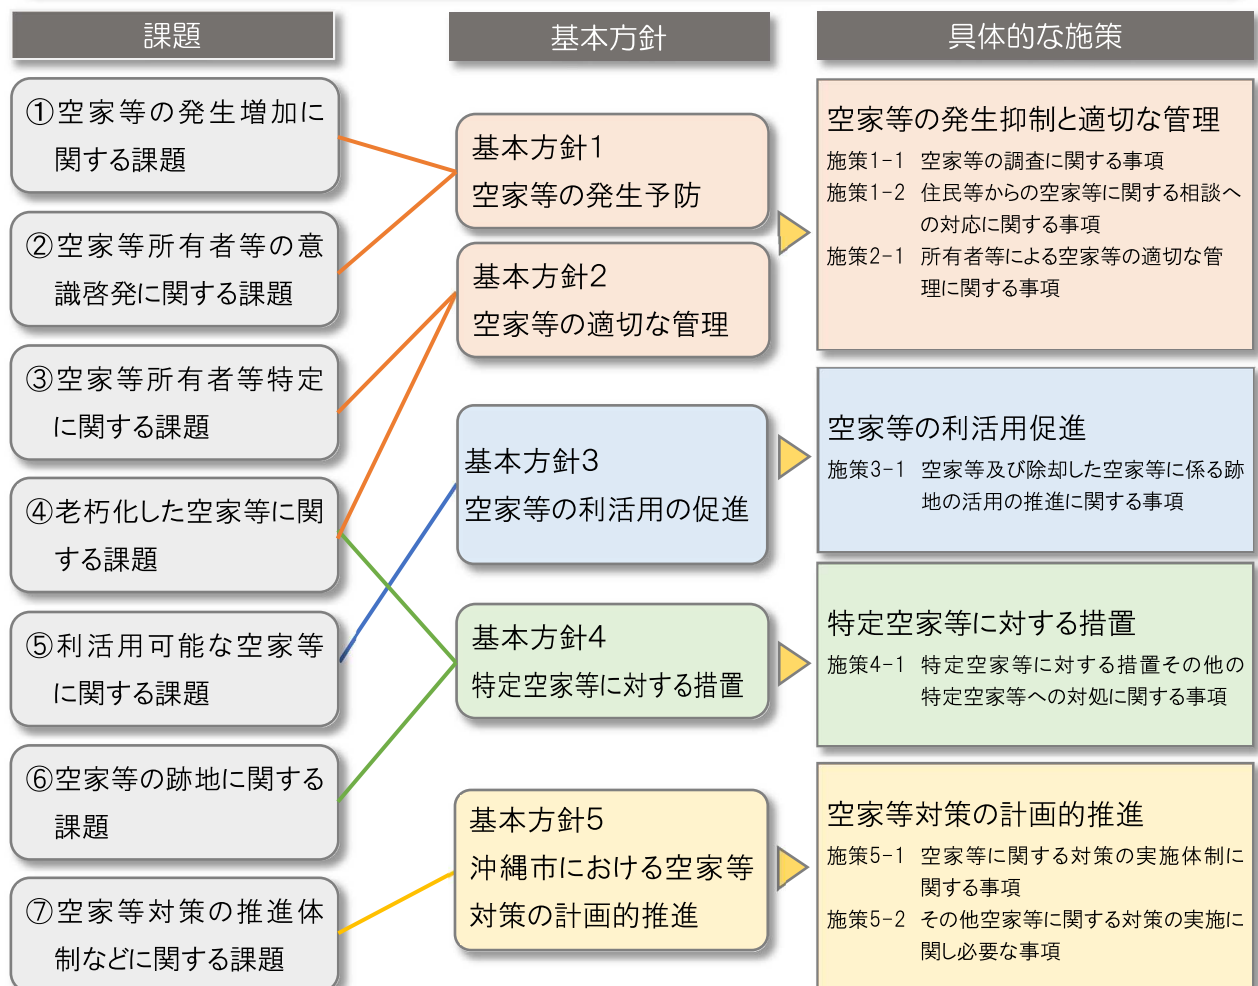 課題
①空家等の発生増加に
関する課題
②空家等所有者等の意
識啓発に関する課題
③空家等所有者等特定
に関する課題
④老朽化した空家等に関
する課題
⑤利活用可能な空家等
に関する課題
⑥空家等の跡地に関する
課題
⑦空家等対策の推進体
制などに関する課題
基本方針
基本方針1
空家等の発生予防
基本方針2
空家等の適切な管理
基本方針3
空家等の利活用の促進
基本方針4
特定空家等に対する措置
基本方針5
沖縄市における空家等
対策の計画的推進
具体的な施策
空家等の発生抑制と適切な管理
施策1-1 空家等の調査に関する事項
施策1-2 住民等からの空家等に関する相談へ
の対応に関する事項
施策2-1 所有者等による空家等の適切な管
理に関する事項
空家等の利活用促進
施策3-1 空家等及び除却した空家等に係る跡
地の活用の推進に関する事項
特定空家等に対する措置
施策4-1 特定空家等に対する措置その他の
特定空家等への対処に関する事項
空家等対策の計画的推進
施策5-1 空家等に関する対策の実施体制に
関する事項
施策5-2 その他空家等に関する対策の実施に
関し必要な事項